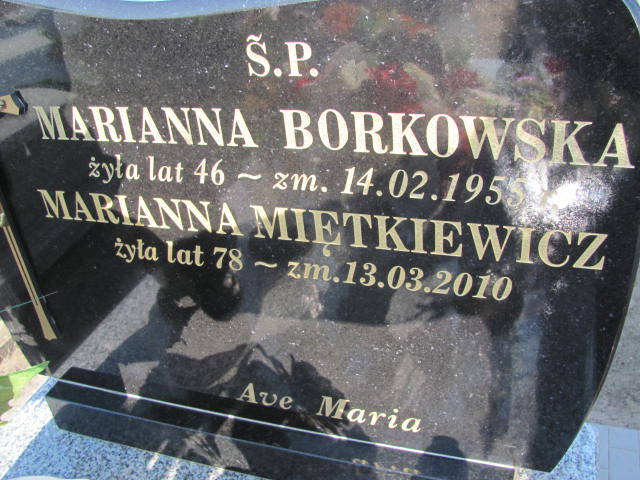 Ś.P.
MARIANNA BORKOWSKA
żyła lat 46 ~ zm. 14.02.1955
MARIANNA MIĘTKIEWICZ
żyła lat 78 ~ zm.13.03.2010
Ave Maria